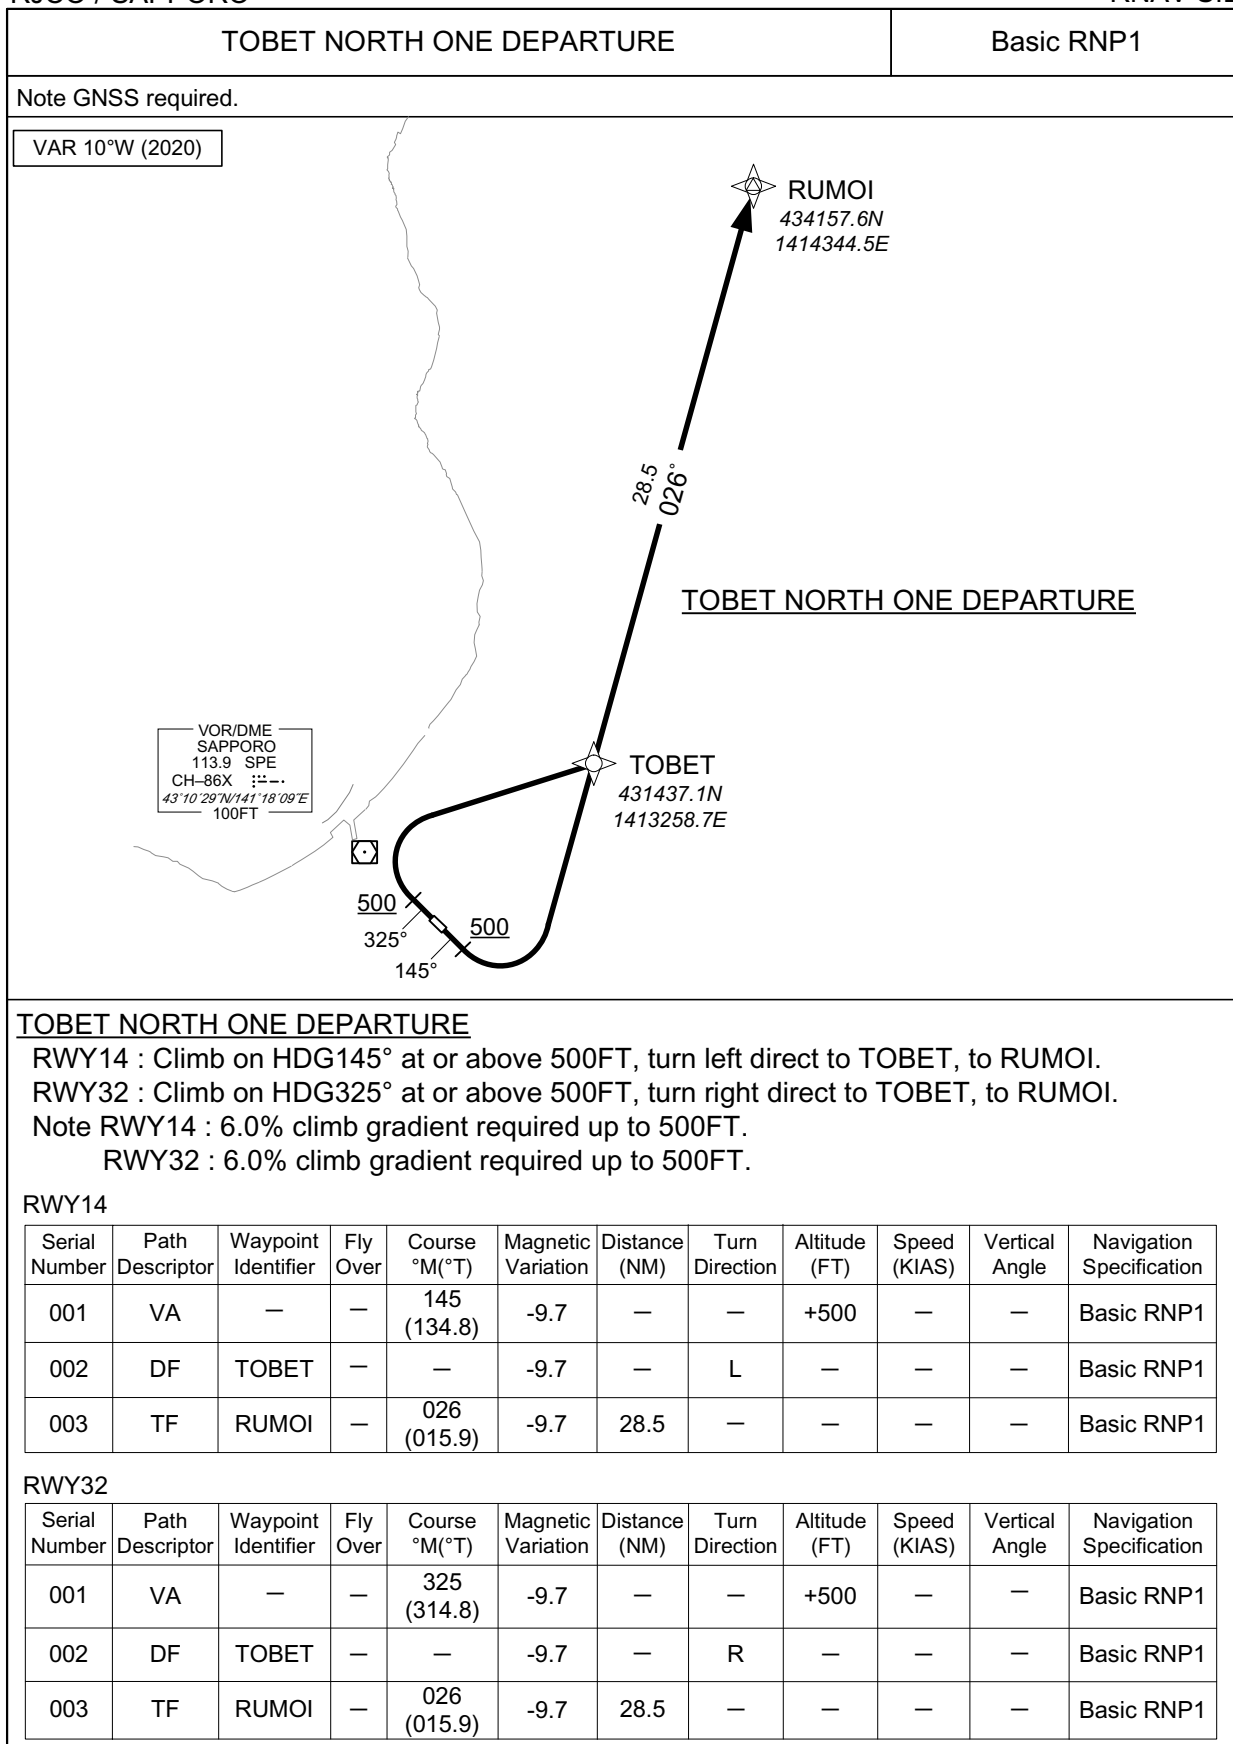 TOBET NORTH ONE DEPARTURE
Basic RNP1
Note GNSS required.
VAR 10°W (2020)
RUMOI
434157.6N
1414344.5E
28.5
026°
TOBET NORTH ONE DEPARTURE
VOR/DME
SAPPORO
113.9 SPE
CH–86X
43°10′29″N/141°18′09″E
100FT
TOBET
431437.1N
1413258.7E
500
325°
500
145°
TOBET NORTH ONE DEPARTURE
RWY14 : Climb on HDG145° at or above 500FT, turn left direct to TOBET, to RUMOI.
RWY32 : Climb on HDG325° at or above 500FT, turn right direct to TOBET, to RUMOI.
Note RWY14 : 6.0% climb gradient required up to 500FT.
RWY32 : 6.0% climb gradient required up to 500FT.
RWY14
Serial Number Path Descriptor Waypoint Identifier Fly Over Course °M(°T) Magnetic Variation Distance (NM) Turn Direction Altitude (FT) Speed (KIAS) Vertical Angle Navigation Specification
001 VA — — 145 (134.8) -9.7 — — +500 — — Basic RNP1
002 DF TOBET — — -9.7 — L — — — Basic RNP1
003 TF RUMOI — 026 (015.9) -9.7 28.5 — — — — Basic RNP1
RWY32
Serial Number Path Descriptor Waypoint Identifier Fly Over Course °M(°T) Magnetic Variation Distance (NM) Turn Direction Altitude (FT) Speed (KIAS) Vertical Angle Navigation Specification
001 VA — — 325 (314.8) -9.7 — — +500 — — Basic RNP1
002 DF TOBET — — -9.7 — R — — — Basic RNP1
003 TF RUMOI — 026 (015.9) -9.7 28.5 — — — — Basic RNP1